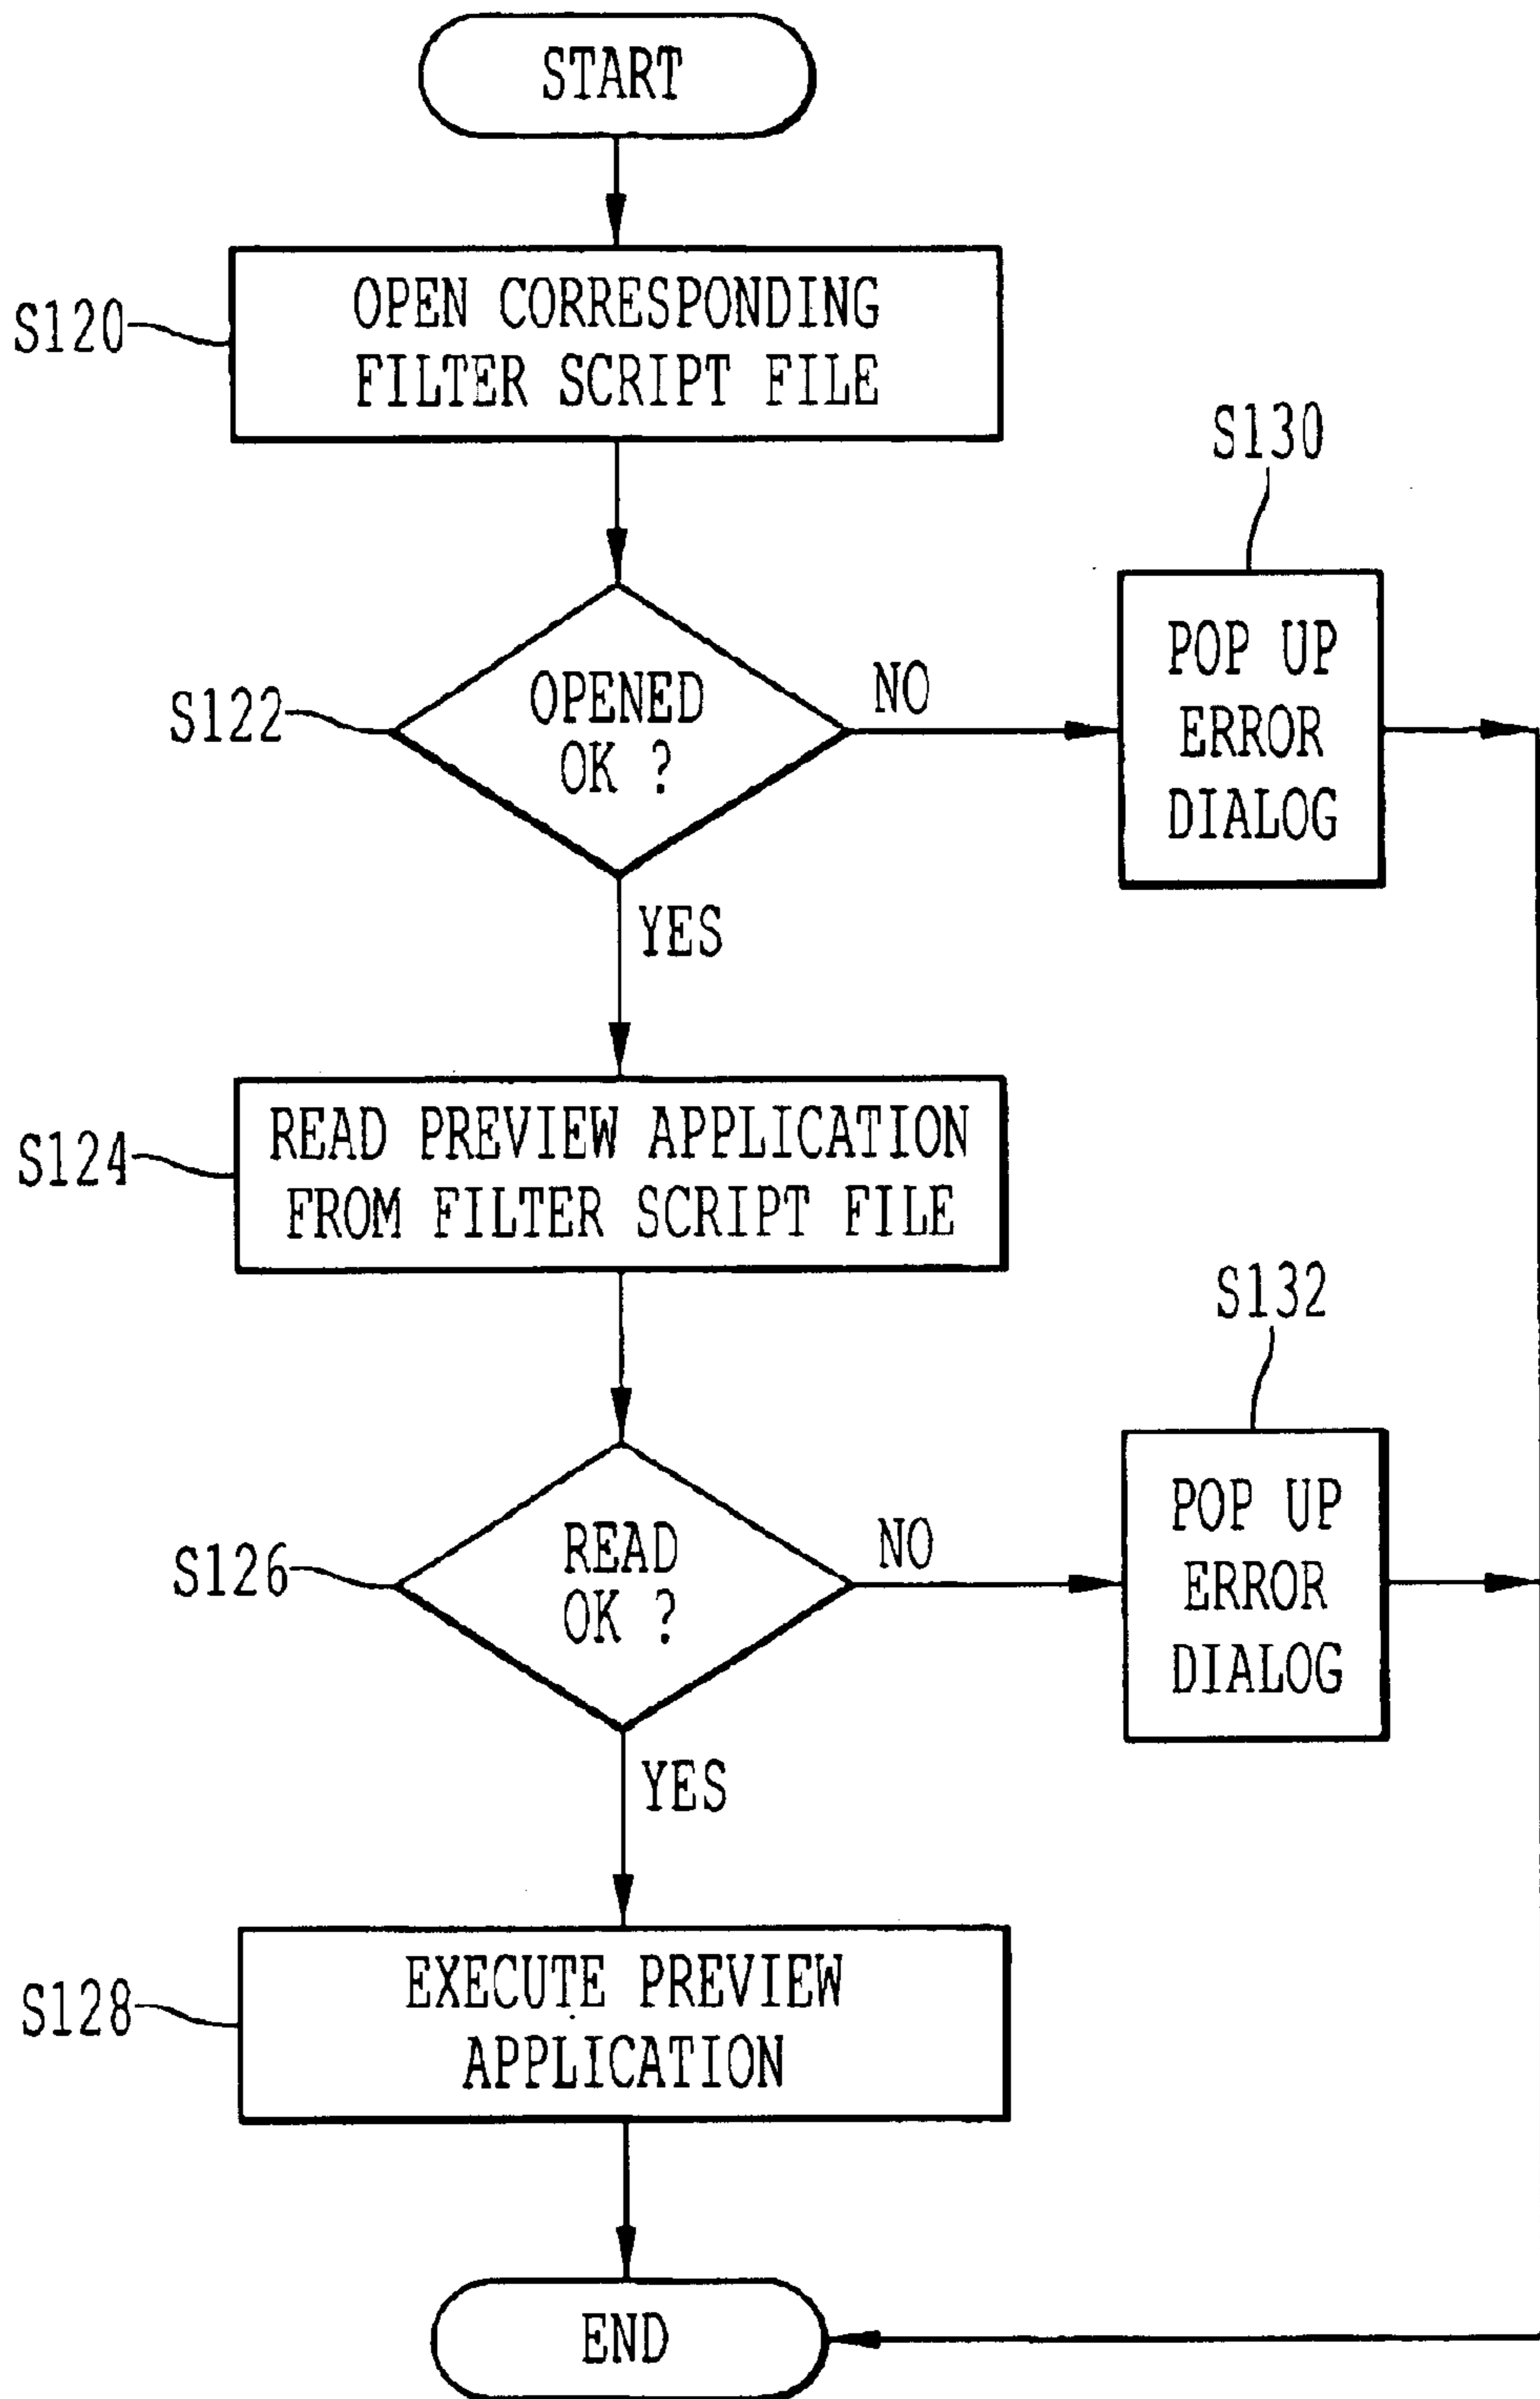 START
S120
OPEN CORRESPONDING
FILTER SCRIPT FILE
S130
S122
OPENED
OK ?
NO
POP UP
ERROR
DIALOG
YES
S124
READ PREVIEW APPLICATION
FROM FILTER SCRIPT FILE
S132
S126
READ
OK ?
NO
POP UP
ERROR
DIALOG
YES
S128
EXECUTE PREVIEW
APPLICATION
END